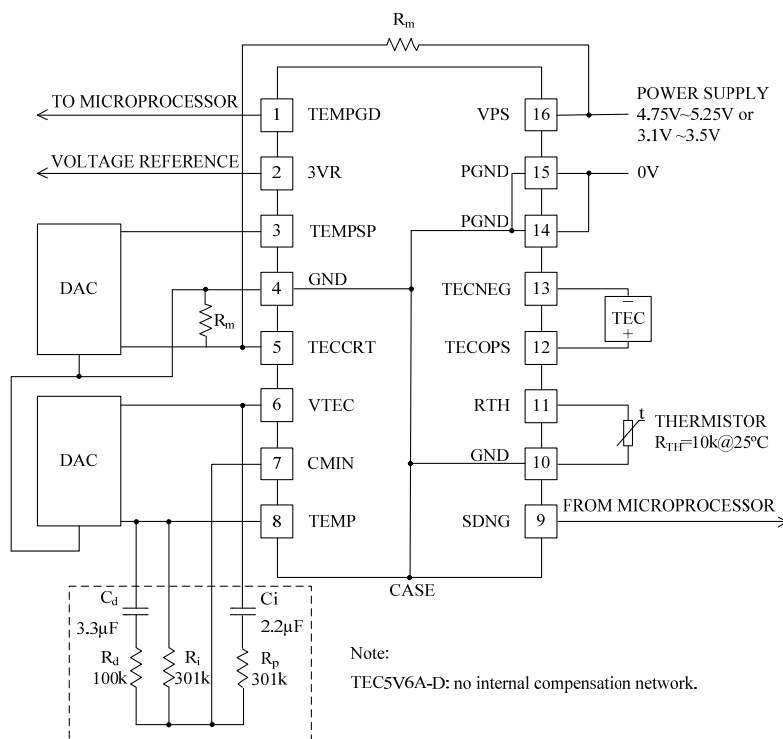 Rm
TO MICROPROCESSOR
1
TEMPGD
VPS
16
POWER SUPPLY
4.75V~5.25V or
3.1V ~3.5V
VOLTAGE REFERENCE
2
3VR
PGND
15
0V
3
TEMPSP
PGND
14
DAC
4
GND
TECNEG
13
−
TEC
+
Rm
5
TECCRT
TECOPS
12
6
VTEC
RTH
11
t
THERMISTOR
RTH=10k@25ºC
DAC
7
CMIN
GND
10
8
TEMP
SDNG
9
FROM MICROPROCESSOR
CASE
Cd
3.3µF
Ci
2.2µF
Rd
100k
Ri
301k
Rp
301k
Note:
TEC5V6A-D: no internal compensation network.